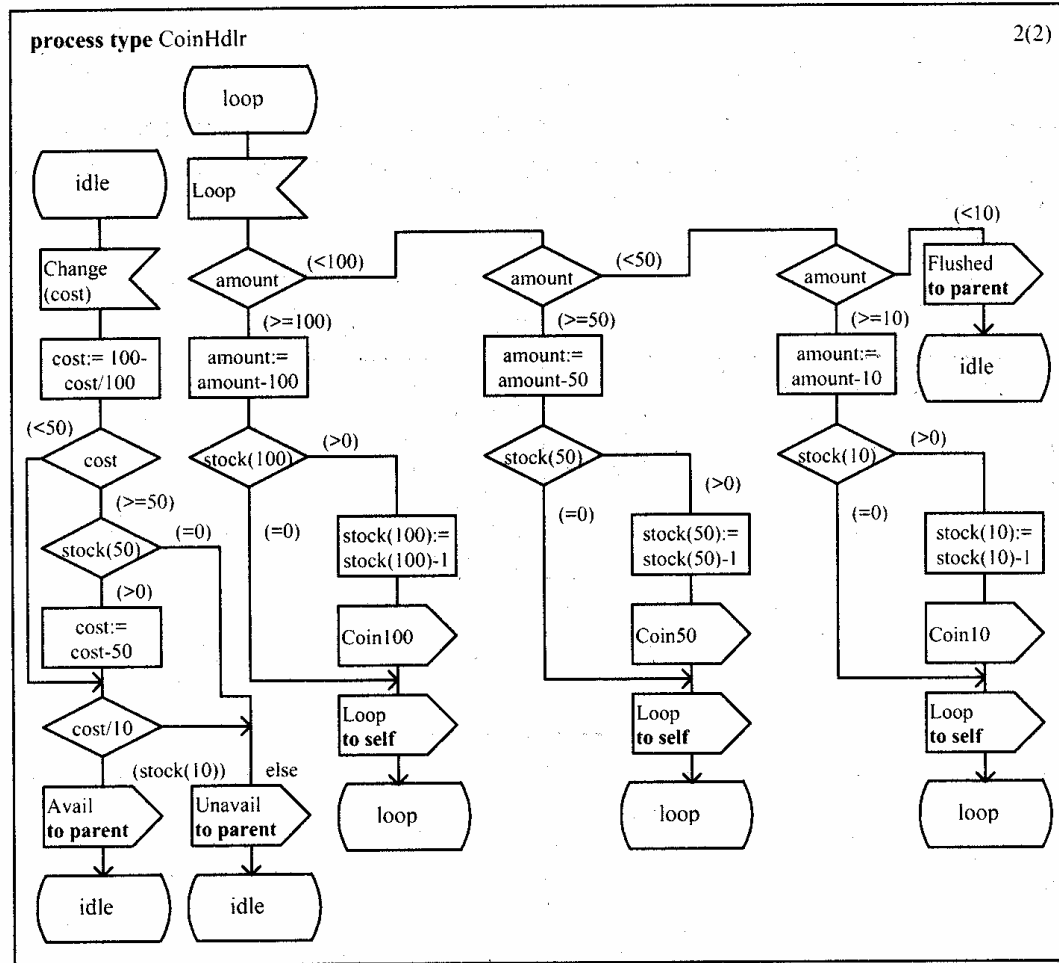 process type CoinHdlr
2(2)
idle
Change
(cost)
cost:= 100-
cost/100
(<50)
cost
(>=50)
stock(50)
(=0)
(>0)
cost:=
cost-50
cost/10
(stock(10))
else
Avail
to parent
Unavail
to parent
idle
idle
loop
Loop
amount
(<100)
(>=100)
amount:=
amount-100
stock(100)
(>0)
(=0)
stock(100):=
stock(100)-1
Coin100
Loop
to self
loop
amount
(<50)
(>=50)
amount:=
amount-50
stock(50)
(>0)
(=0)
stock(50):=
stock(50)-1
Coin50
Loop
to self
loop
amount
(<10)
(>=10)
amount:=
amount-10
stock(10)
(>0)
(=0)
stock(10):=
stock(10)-1
Coin10
Loop
to self
loop
Flushed
to parent
idle